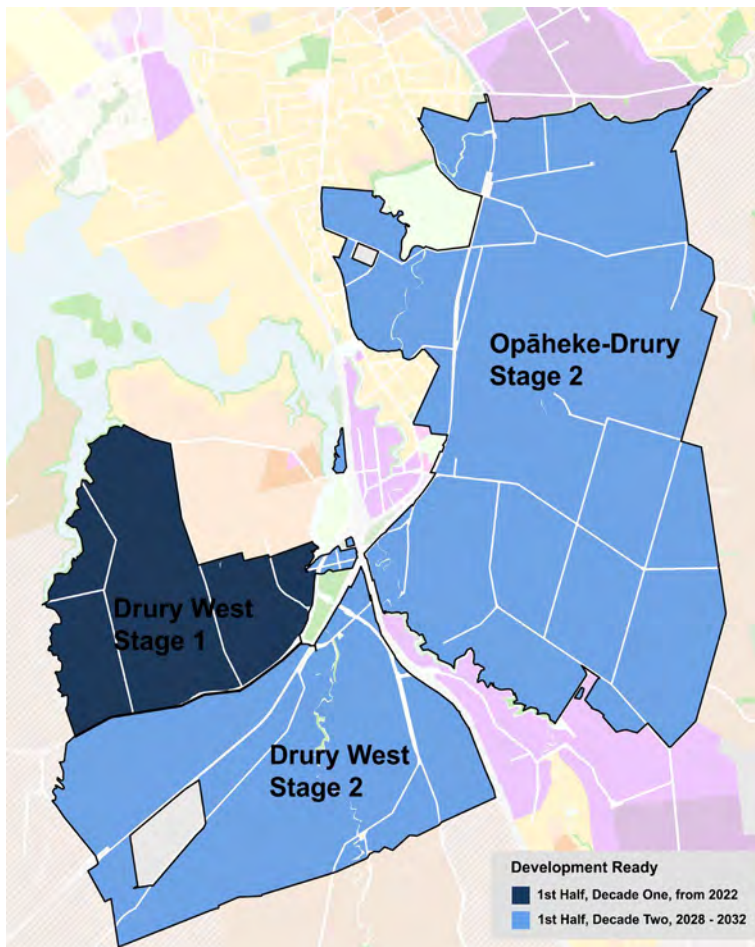 Opāheke-Drury
Stage 2
Drury West
Stage 1
Drury West
Stage 2
Development Ready
1st Half, Decade One, from 2022
1st Half, Decade Two, 2028 - 2032